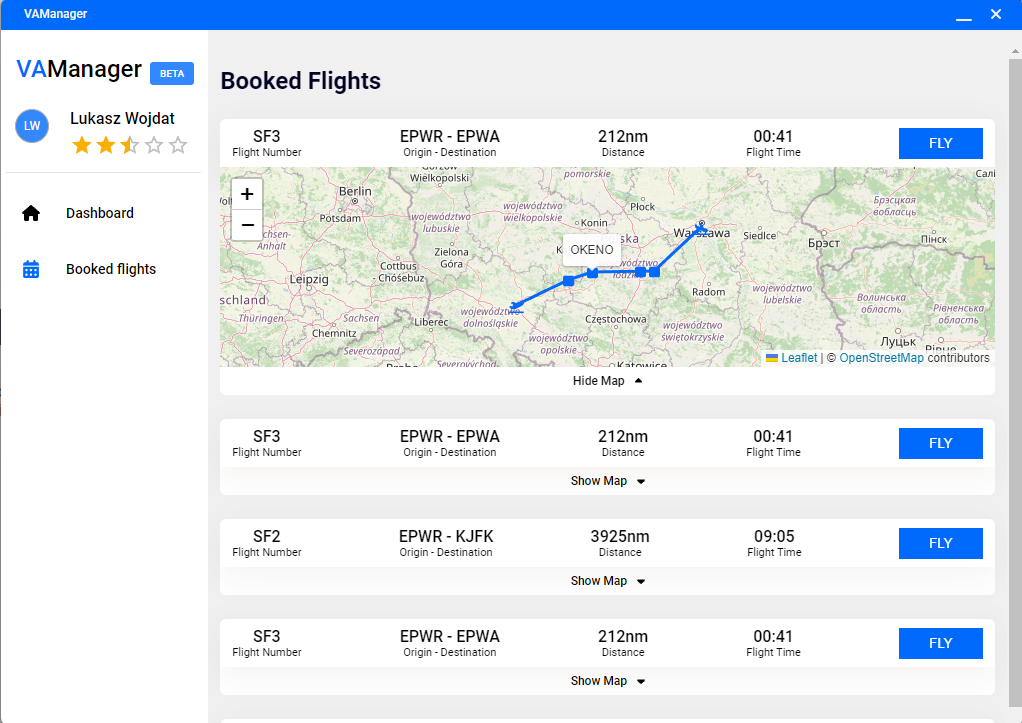 VAManager
VAManager BETA
LW
Lukasz Wojdat
Dashboard
Booked flights
Booked Flights
SF3
Flight Number
EPWR - EPWA
Origin - Destination
212nm
Distance
00:41
Flight Time
FLY
+
−
Wielkopolski
pomorskie
Berlin
Potsdam
województwo
lubuskie
województwo
wielkopolskie
Konin
Płock
Warszawa
Siedlce
Брэсцкая
вобласць
Брэст
Пінск
Sachsen-
Anhalt
Zielona
Góra
OKENO
Cottbus
Chóśebuz
Leipzig
Radom
województwo
lubelskie
Волинська
область
Рівненська
область
Thüringen
Sachsen
Chemnitz
Liberec
województwo
dolnośląskie
Częstochowa
województwo
opolskie
województwo
świętokrzyskie
Луцьк
Severozápad
Severovýchod
Katowice
Leaflet | © OpenStreetMap contributors
Hide Map
SF3
Flight Number
EPWR - EPWA
Origin - Destination
212nm
Distance
00:41
Flight Time
FLY
Show Map
SF2
Flight Number
EPWR - KJFK
Origin - Destination
3925nm
Distance
09:05
Flight Time
FLY
Show Map
SF3
Flight Number
EPWR - EPWA
Origin - Destination
212nm
Distance
00:41
Flight Time
FLY
Show Map